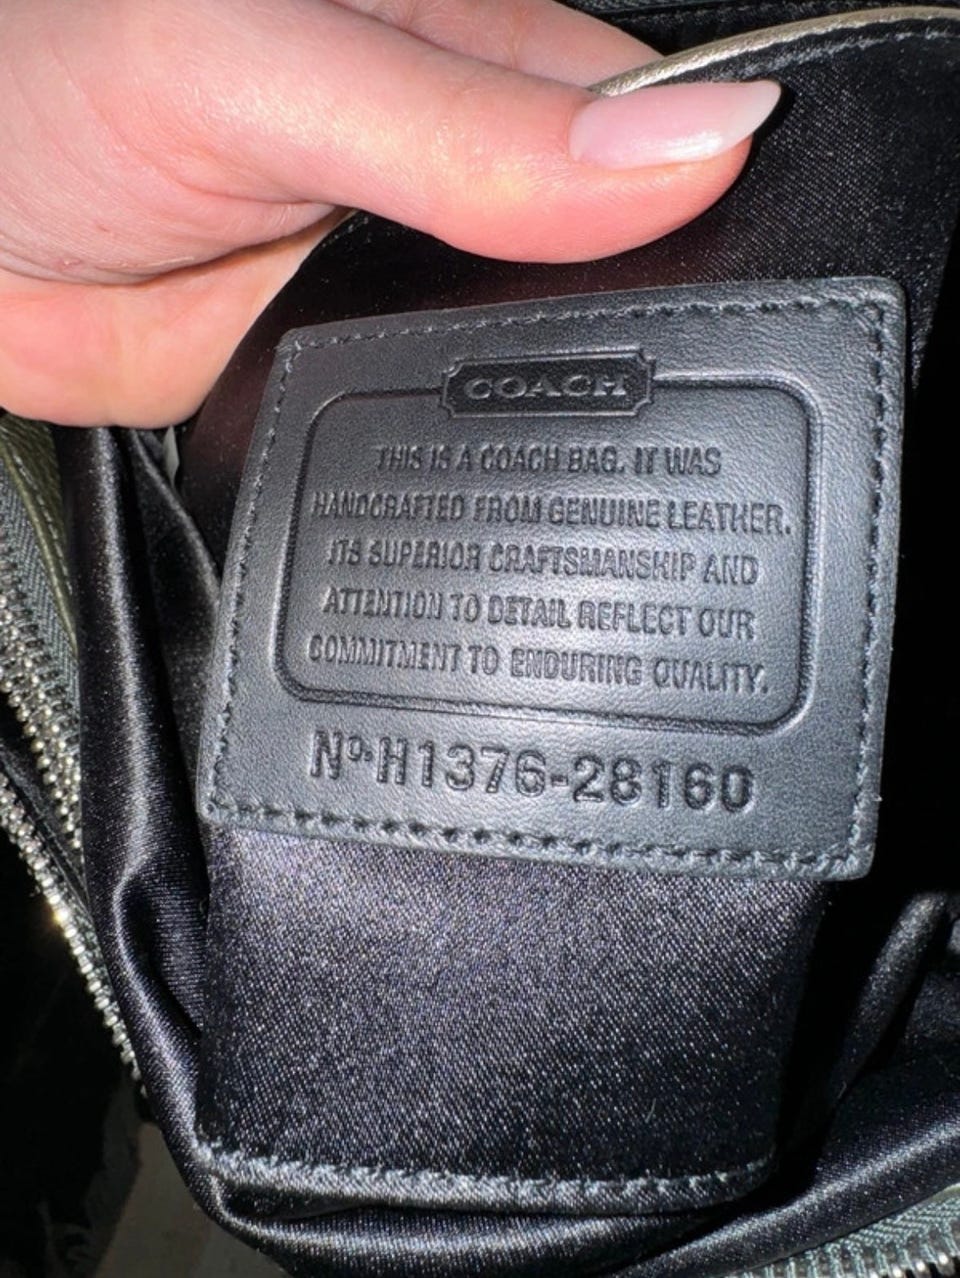 COACH
THIS IS A COACH BAG. IT WAS
HANDCRAFTED FROM GENUINE LEATHER.
ITS SUPERIOR CRAFTSMANSHIP AND
ATTENTION TO DETAIL REFLECT OUR
COMMITMENT TO ENDURING QUALITY.
Nº·H1376-28160